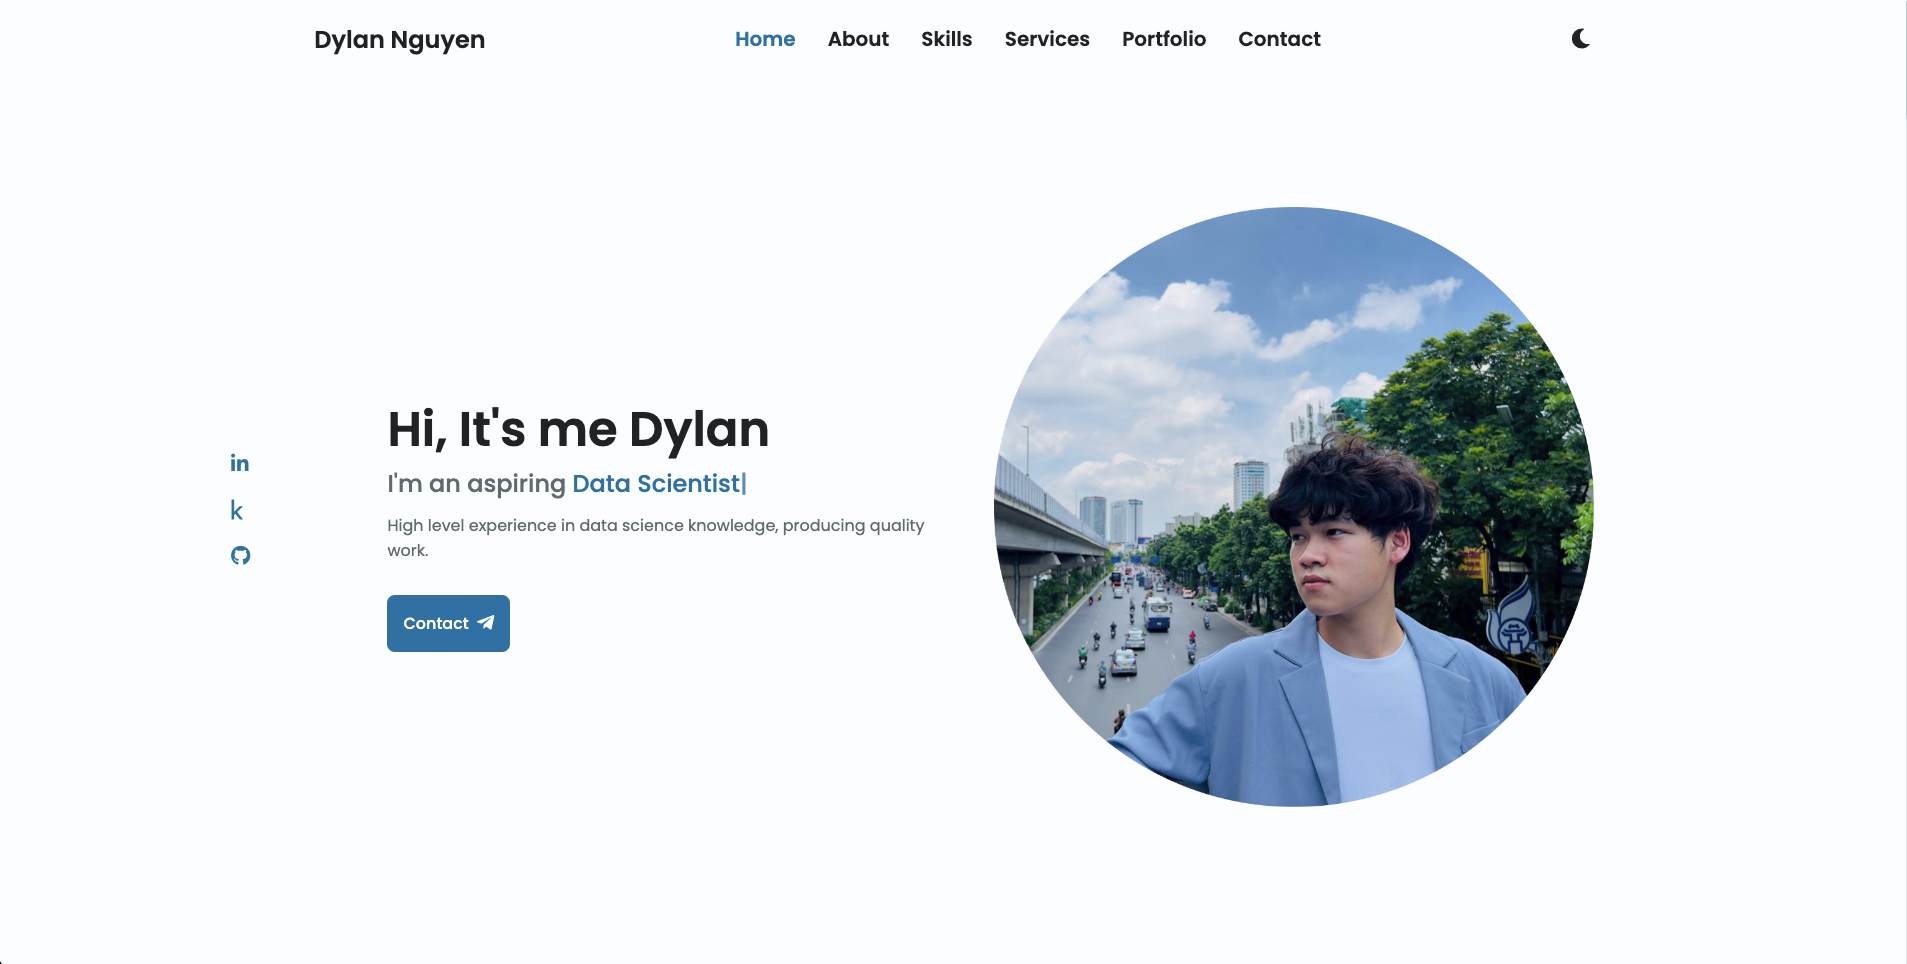 Dylan Nguyen
Home About Skills Services Portfolio Contact
Hi, It's me Dylan
I'm an aspiring Data Scientist|
High level experience in data science knowledge, producing quality
work.
in
k
Contact